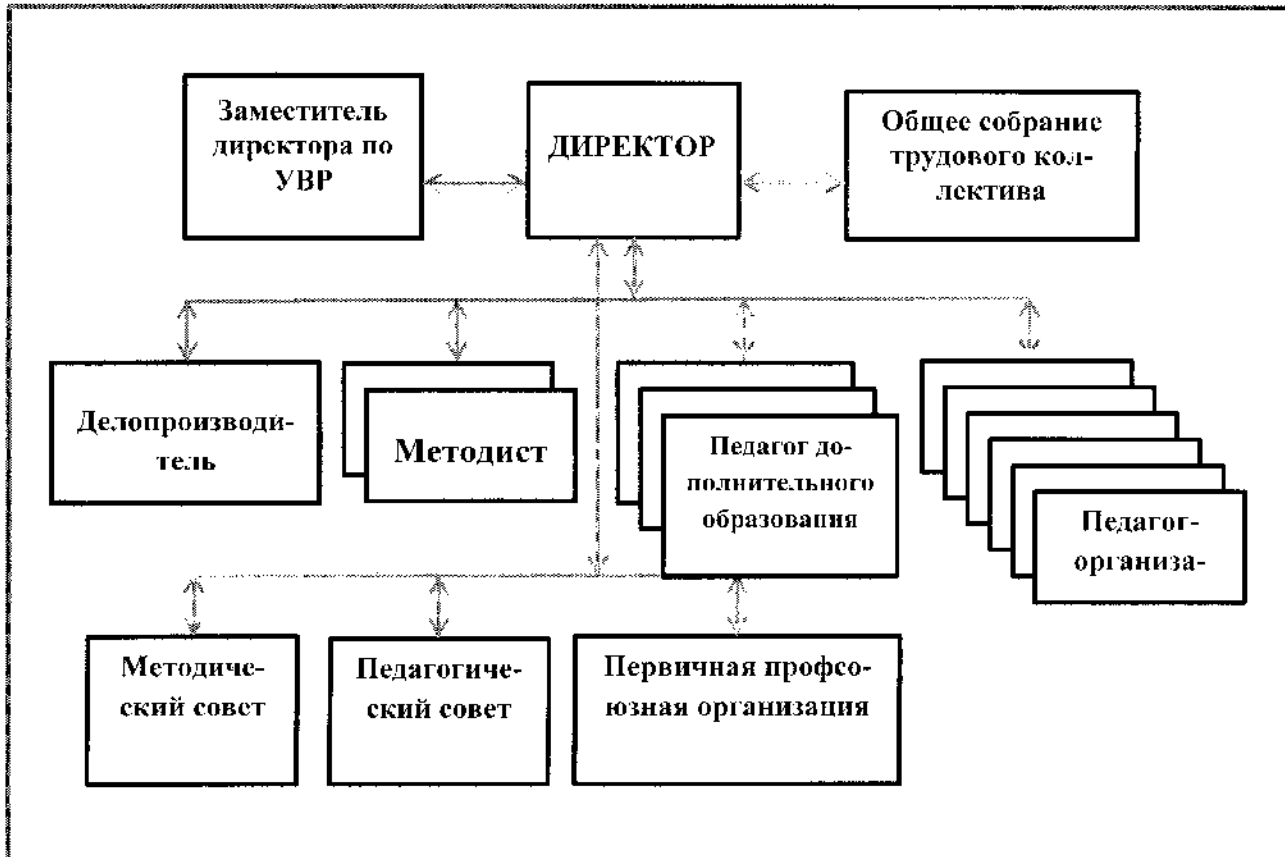 Заместитель
директора по
УВР
ДИРЕКТОР
Общее собрание
трудового кол-
лектива
Делопроизводи-
тель
Методист
Педагог до-
полнительного
образования
Педагог-
организа-
Методиче-
ский совет
Педагогиче-
ский совет
Первичная профсо-
юзная организация